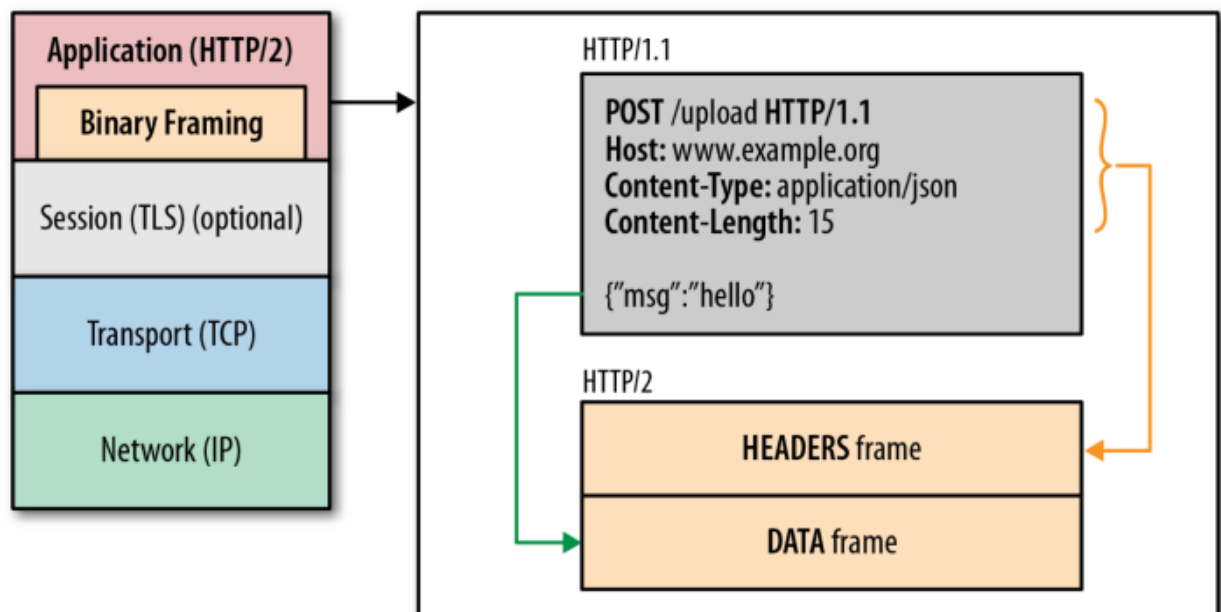 Application (HTTP/2)
Binary Framing
Session (TLS) (optional)
Transport (TCP)
Network (IP)
HTTP/1.1
POST /upload HTTP/1.1
Host: www.example.org
Content-Type: application/json
Content-Length: 15
{”msg”:”hello”}
HTTP/2
HEADERS frame
DATA frame